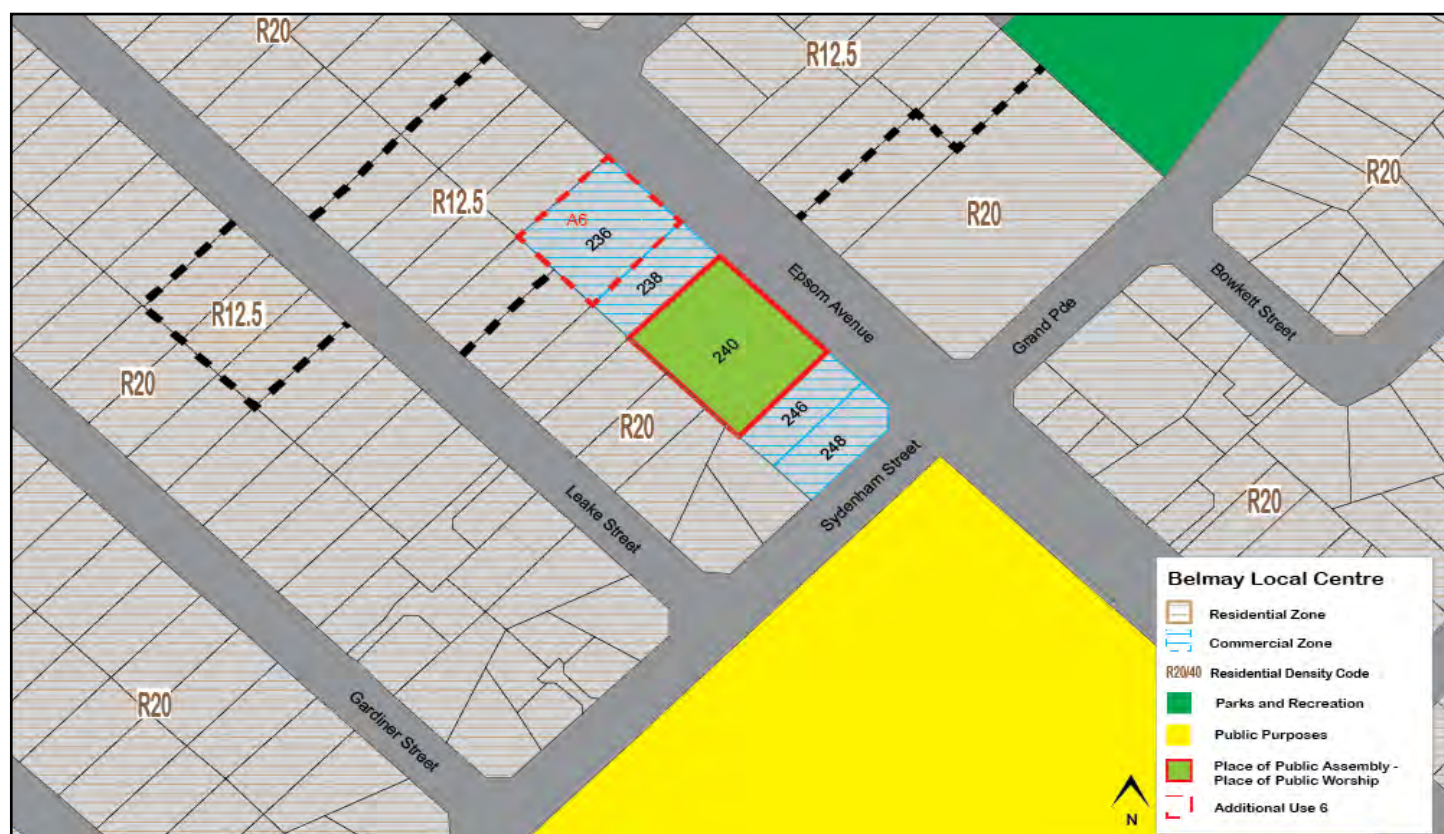 R20
R12.5
R12.5
R20
R20
A6
236
238
Epsom Avenue
Grand Pde
Bowkett Street
R12.5
R20
240
246
248
R20
Sydenham Street
Leake Street
R20
Gardiner Street
R20
Belmay Local Centre
Residential Zone
Commercial Zone
R20/40 Residential Density Code
Parks and Recreation
Public Purposes
Place of Public Assembly -
Place of Public Worship
Additional Use 6
N